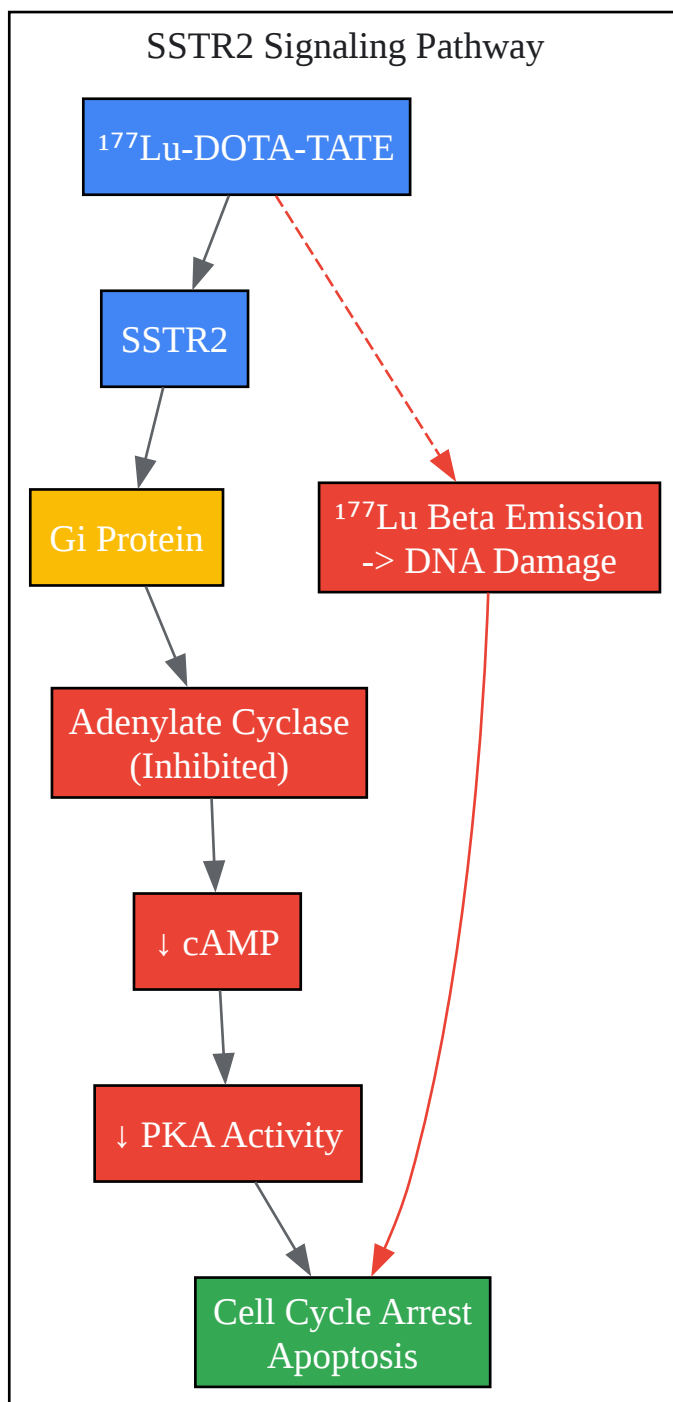 SSTR2 Signaling Pathway
¹⁷⁷Lu-DOTA-TATE
SSTR2
Gi Protein
¹⁷⁷Lu Beta Emission
-> DNA Damage
Adenylate Cyclase
(Inhibited)
↓ cAMP
↓ PKA Activity
Cell Cycle Arrest
Apoptosis